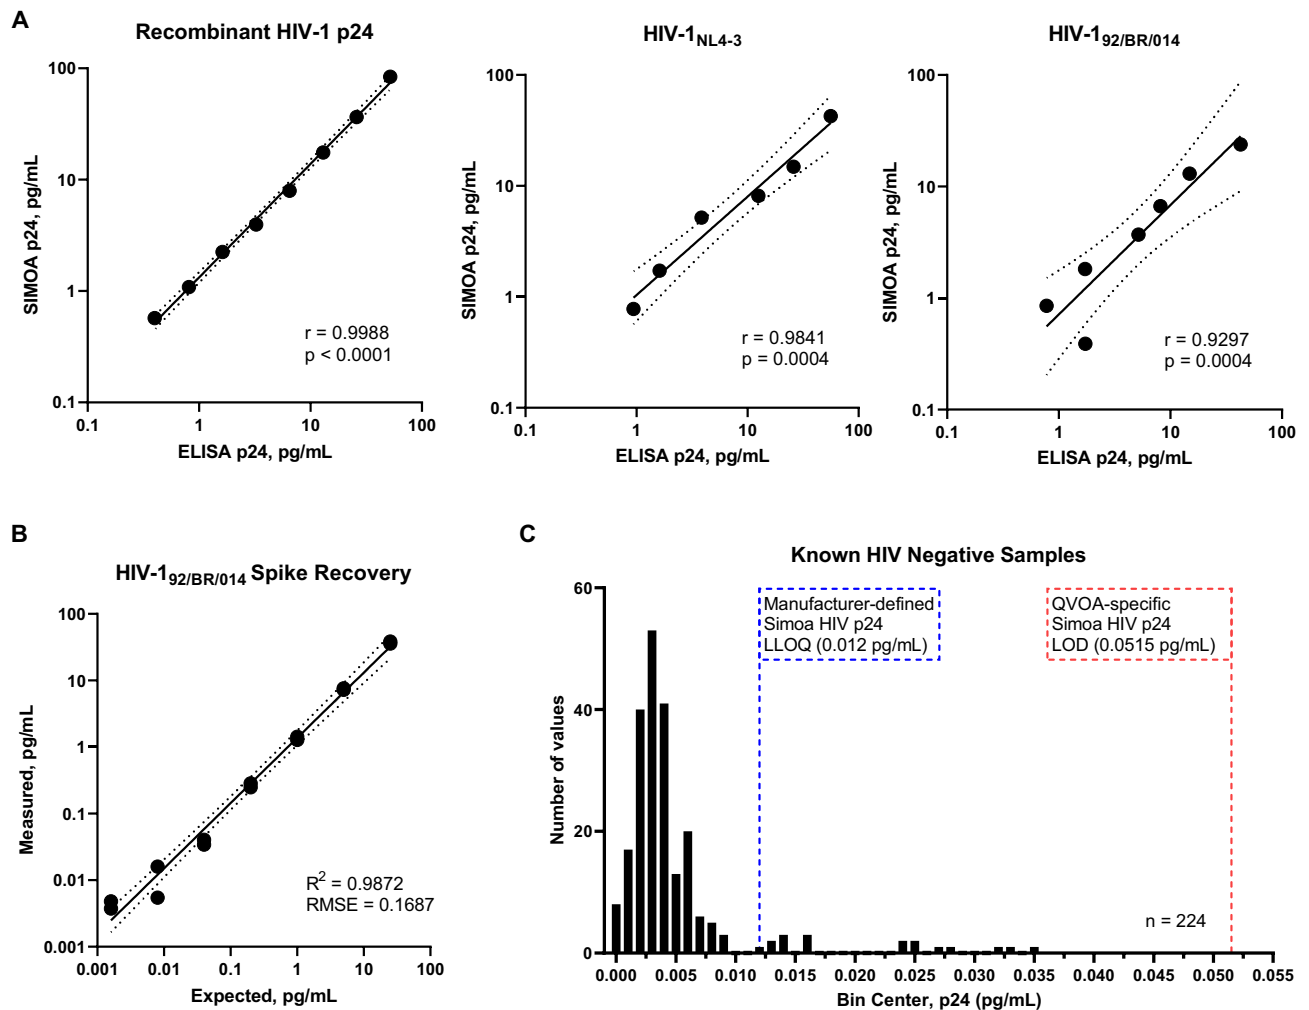 A
Recombinant HIV-1 p24
100
10
1
0.1
0.1
1
10
100
SIMOA p24, pg/mL
ELISA p24, pg/mL
r = 0.9988
p < 0.0001
HIV-1NL4-3
100
10
1
0.1
0.1
1
10
100
SIMOA p24, pg/mL
ELISA p24, pg/mL
r = 0.9841
p = 0.0004
HIV-192/BR/014
100
10
1
0.1
0.1
1
10
100
SIMOA p24, pg/mL
ELISA p24, pg/mL
r = 0.9297
p = 0.0004
B
HIV-192/BR/014 Spike Recovery
100
10
1
0.1
0.01
0.001
0.001
0.01
0.1
1
10
100
Measured, pg/mL
Expected, pg/mL
R2 = 0.9872
RMSE = 0.1687
C
Known HIV Negative Samples
60
40
20
0
Number of values
Manufacturer-defined
Simoa HIV p24
LLOQ (0.012 pg/mL)
QVOA-specific
Simoa HIV p24
LOD (0.0515 pg/mL)
n = 224
0.000
0.005
0.010
0.015
0.020
0.025
0.030
0.035
0.040
0.045
0.050
0.055
Bin Center, p24 (pg/mL)